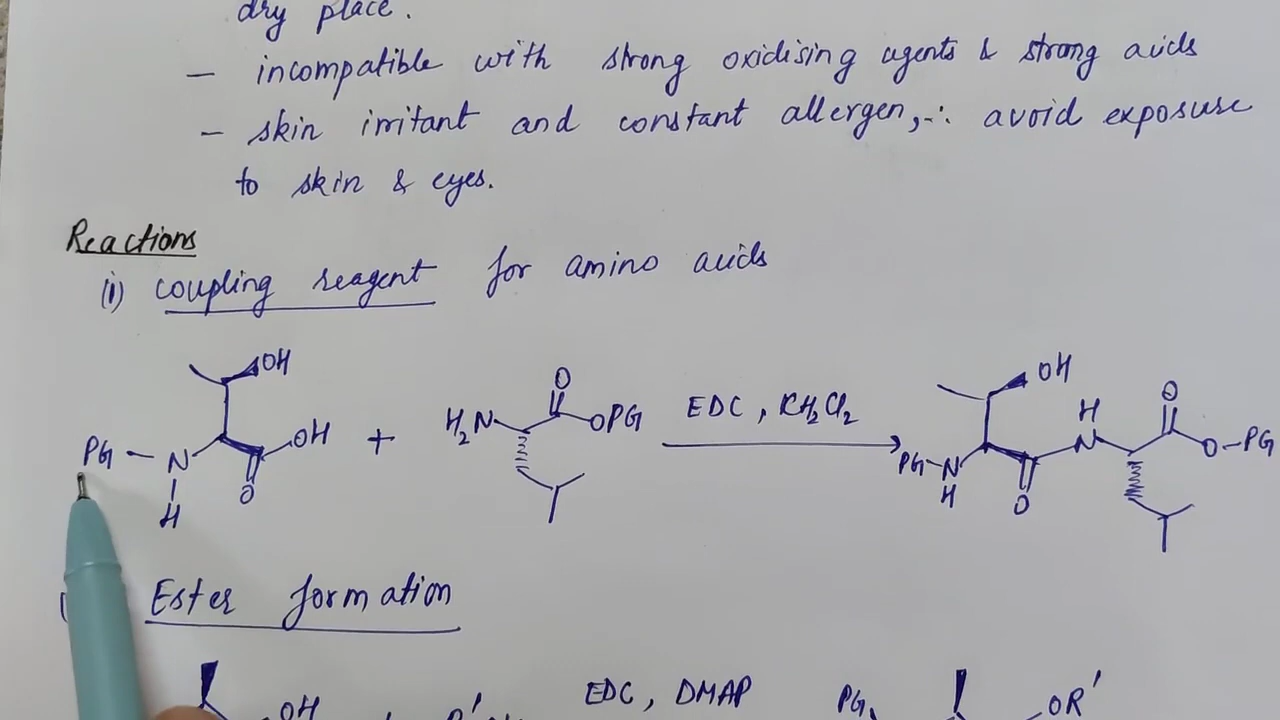 dry place.
— incompatible with strong oxidising agents & strong acids
— skin irritant and constant allergen, ∴ avoid exposure
to skin & eyes.
Reactions
(i) coupling reagent for amino acids
PG — N H OH OH O + H2N O OPG EDC, CH2Cl2 PG-N H OH O H N O O-PG
Ester formation
OH R' EDC, DMAP PG OR'